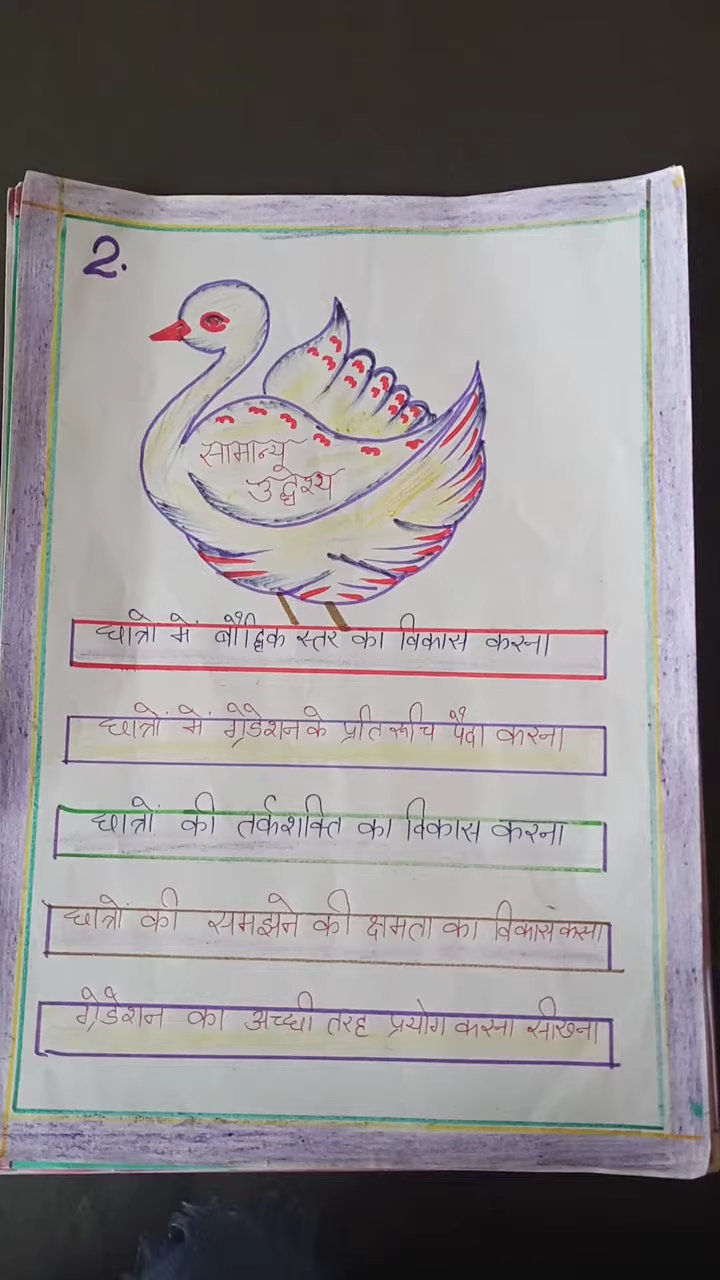 2.
सामान्य
उद्देश्य
छात्रो में बौद्धिक स्तर का विकास करना
छात्रों में ग्रेडेशन के प्रति रूचि पैदा करना
छात्रों की तर्कशक्ति का विकास करना
छात्रों की समझने की क्षमता का विकास करना
ग्रेडेशन का अच्छी तरह प्रयोग करना सीखना